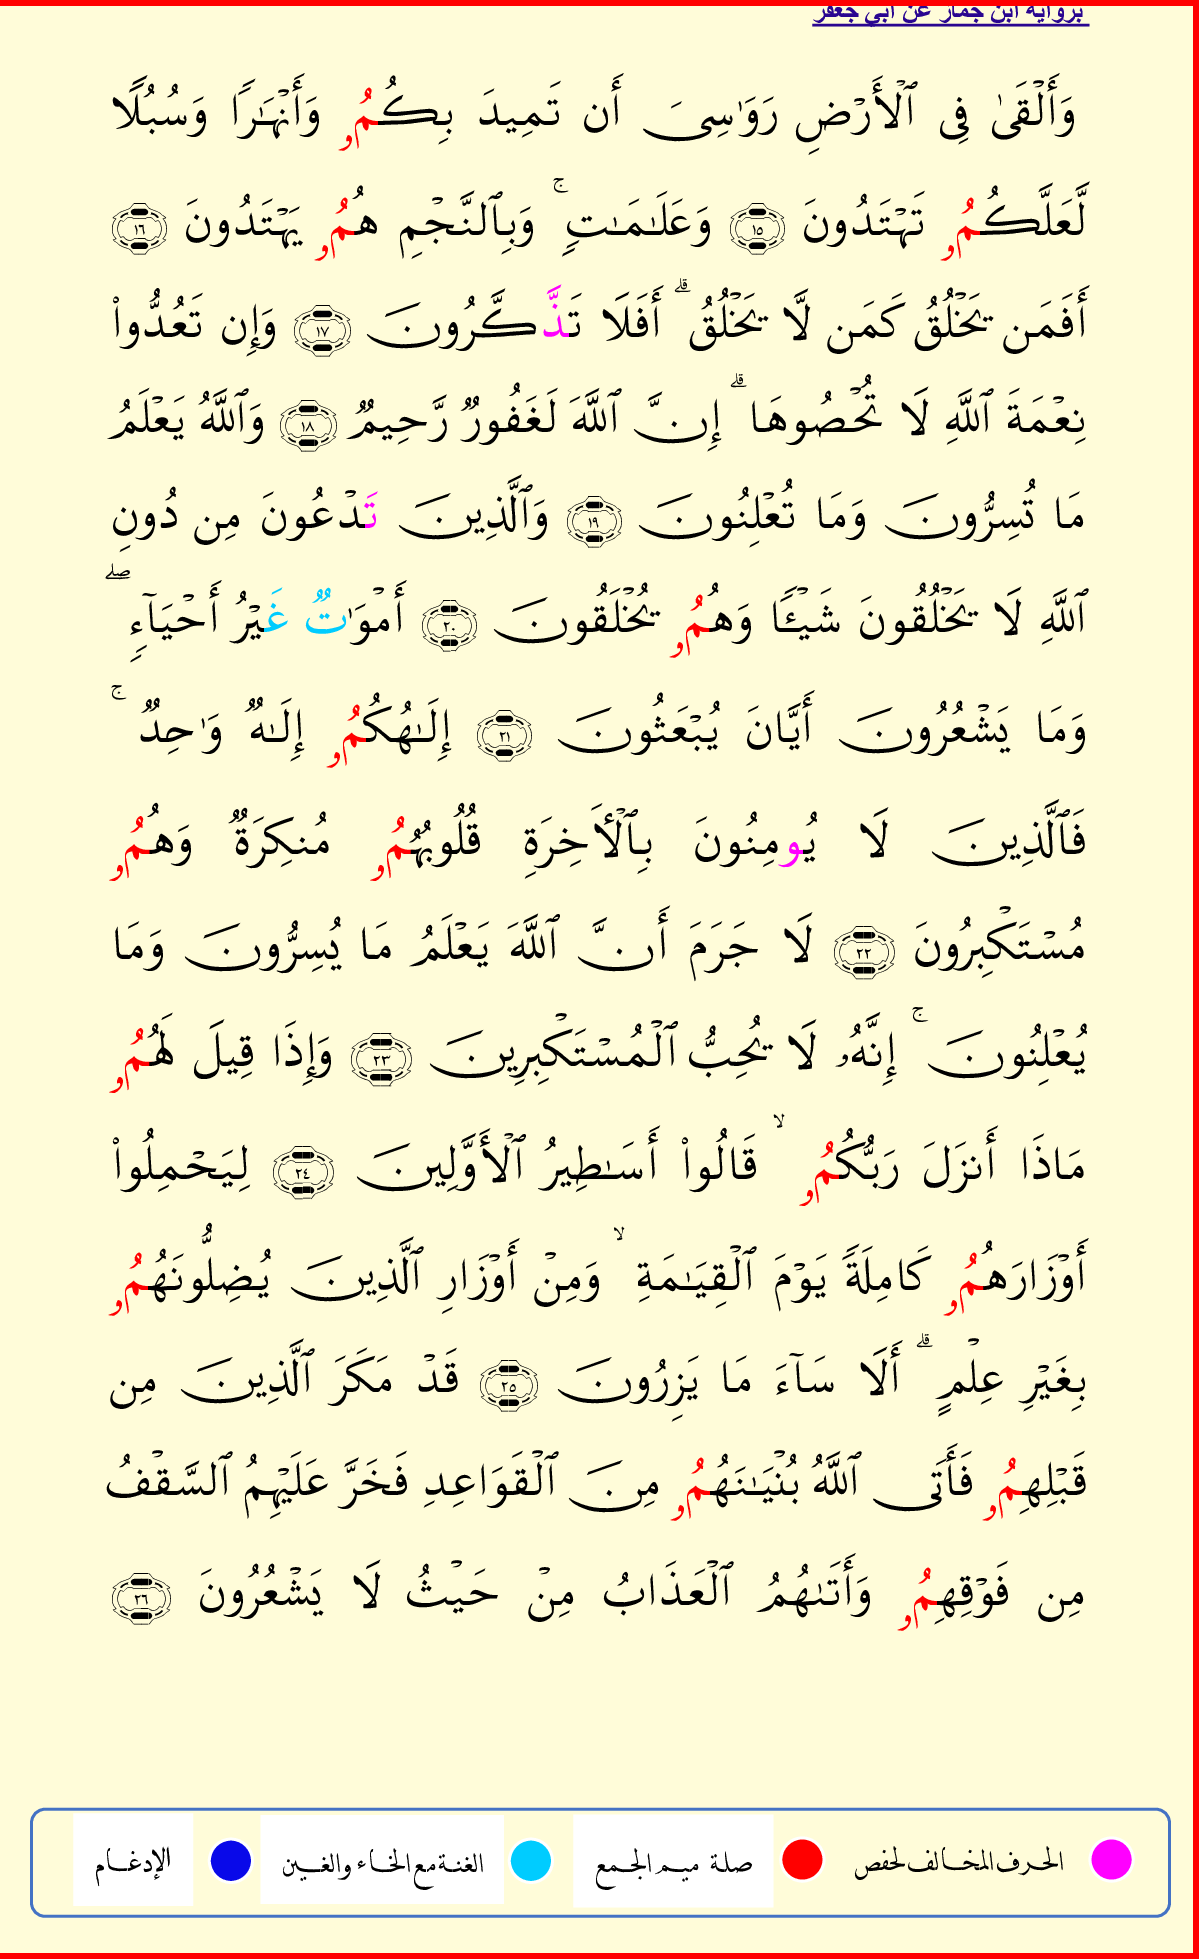 برواية ابن جماز عن أبي جعفر
وَأَلْقَىٰ فِى ٱلْأَرْضِ رَوَٰسِىَ أَن تَمِيدَ بِكُمُۥ وَأَنْهَٰرًا وَسُبُلًا
لَّعَلَّكُمُۥ تَهْتَدُونَ ١٥ وَعَلَٰمَٰتٍ ۚ وَبِٱلنَّجْمِ هُمُۥ يَهْتَدُونَ ١٦
أَفَمَن يَخْلُقُ كَمَن لَّا يَخْلُقُ ۗ أَفَلَا تَذَّكَّرُونَ ١٧ وَإِن تَعُدُّوا۟
نِعْمَةَ ٱللَّهِ لَا تُحْصُوهَا ۗ إِنَّ ٱللَّهَ لَغَفُورٌ رَّحِيمٌ ١٨ وَٱللَّهُ يَعْلَمُ
مَا تُسِرُّونَ وَمَا تُعْلِنُونَ ١٩ وَٱلَّذِينَ تَدْعُونَ مِن دُونِ
ٱللَّهِ لَا يَخْلُقُونَ شَيْـًٔا وَهُمُۥ يُخْلَقُونَ ٢٠ أَمْوَٰتٌ غَيْرُ أَحْيَآءٍ ۖ
وَمَا يَشْعُرُونَ أَيَّانَ يُبْعَثُونَ ٢١ إِلَٰهُكُمُۥ إِلَٰهٌ وَٰحِدٌ ۚ
فَٱلَّذِينَ لَا يُومِنُونَ بِٱلْأَخِرَةِ قُلُوبُهُمُۥ مُنكِرَةٌ وَهُمُۥ
مُسْتَكْبِرُونَ ٢٢ لَا جَرَمَ أَنَّ ٱللَّهَ يَعْلَمُ مَا يُسِرُّونَ وَمَا
يُعْلِنُونَ ۚ إِنَّهُۥ لَا يُحِبُّ ٱلْمُسْتَكْبِرِينَ ٢٣ وَإِذَا قِيلَ لَهُمُۥ
مَاذَا أَنزَلَ رَبُّكُمُۥ ۙ قَالُوا۟ أَسَٰطِيرُ ٱلْأَوَّلِينَ ٢٤ لِيَحْمِلُوا۟
أَوْزَارَهُمُۥ كَامِلَةً يَوْمَ ٱلْقِيَٰمَةِ ۙ وَمِنْ أَوْزَارِ ٱلَّذِينَ يُضِلُّونَهُمُۥ
بِغَيْرِ عِلْمٍ ۗ أَلَا سَآءَ مَا يَزِرُونَ ٢٥ قَدْ مَكَرَ ٱلَّذِينَ مِن
قَبْلِهِمُۥ فَأَتَى ٱللَّهُ بُنْيَٰنَهُمُۥ مِنَ ٱلْقَوَاعِدِ فَخَرَّ عَلَيْهِمُ ٱلسَّقْفُ
مِن فَوْقِهِمُۥ وَأَتَىٰهُمُ ٱلْعَذَابُ مِنْ حَيْثُ لَا يَشْعُرُونَ ٢٦
الحرف المخالف لحفص صلة ميم الجمع الغنة مع الخاء والغين الإدغام